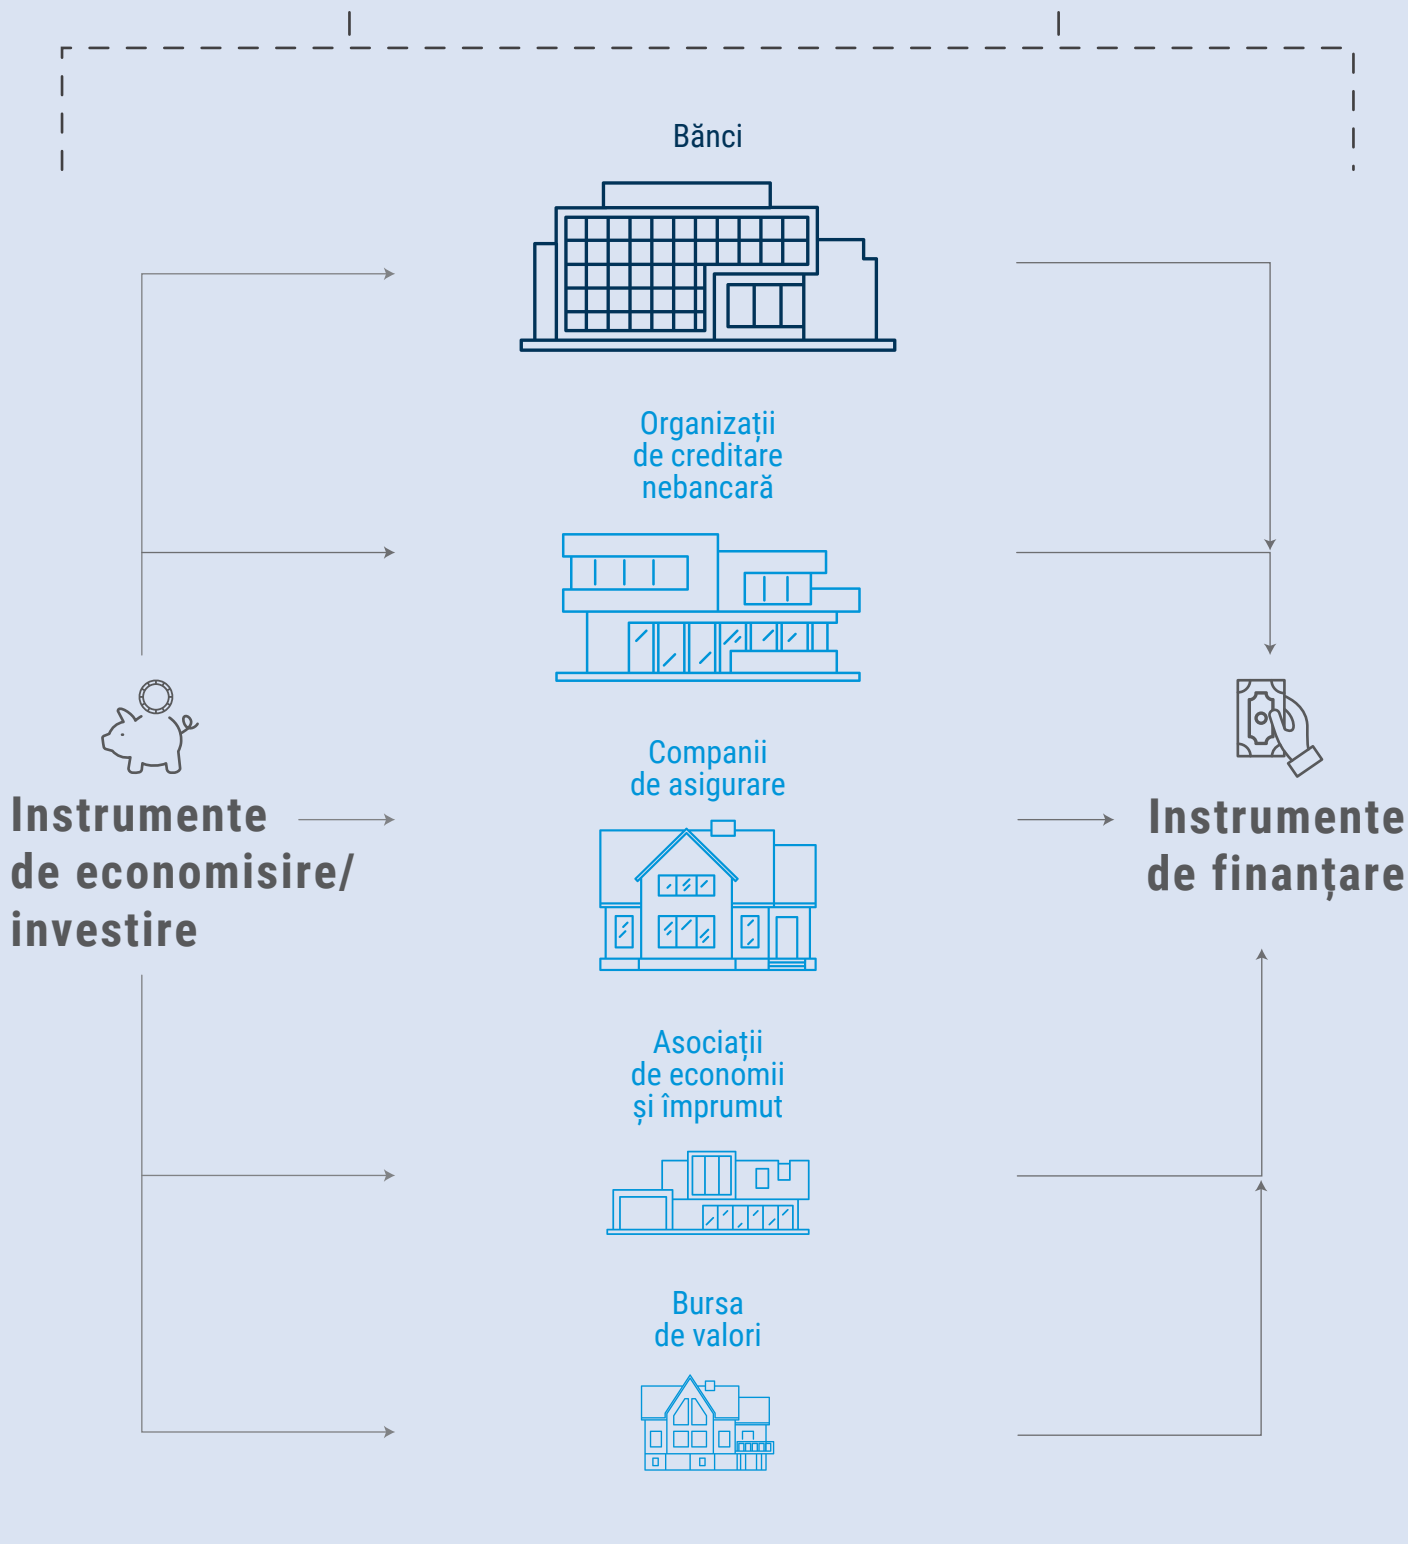 Bănci
Organizații
de creditare
nebancară
Companii
de asigurare
Instrumente
de economisire/
investire
Instrumente
de finanțare
Asociații
de economii
și împrumut
Bursa
de valori